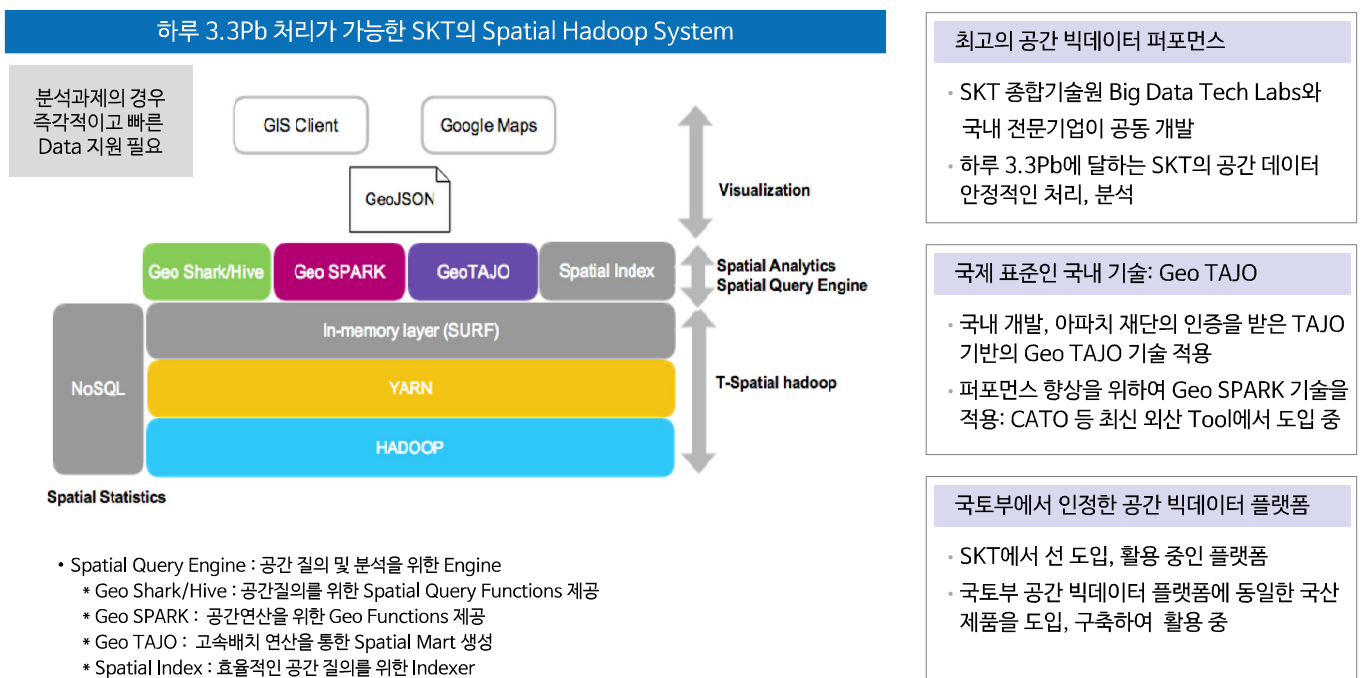 하루 3.3Pb 처리가 가능한 SKT의 Spatial Hadoop System
분석과제의 경우
즉각적이고 빠른
Data 지원 필요
GIS Client
Google Maps
GeoJSON
Visualization
Geo Shark/Hive
Geo SPARK
GeoTAJO
Spatial Index
Spatial Analytics
Spatial Query Engine
NoSQL
In-memory layer (SURF)
YARN
HADOOP
T-Spatial hadoop
Spatial Statistics
• Spatial Query Engine : 공간 질의 및 분석을 위한 Engine
* Geo Shark/Hive : 공간질의를 위한 Spatial Query Functions 제공
* Geo SPARK : 공간연산을 위한 Geo Functions 제공
* Geo TAJO : 고속배치 연산을 통한 Spatial Mart 생성
* Spatial Index : 효율적인 공간 질의를 위한 Indexer
최고의 공간 빅데이터 퍼포먼스
• SKT 종합기술원 Big Data Tech Labs와
국내 전문기업이 공동 개발
• 하루 3.3Pb에 달하는 SKT의 공간 데이터
안정적인 처리, 분석
국제 표준인 국내 기술: Geo TAJO
• 국내 개발, 아파치 재단의 인증을 받은 TAJO
기반의 Geo TAJO 기술 적용
• 퍼포먼스 향상을 위하여 Geo SPARK 기술을
적용: CATO 등 최신 외산 Tool에서 도입 중
국토부에서 인정한 공간 빅데이터 플랫폼
• SKT에서 선 도입, 활용 중인 플랫폼
• 국토부 공간 빅데이터 플랫폼에 동일한 국산
제품을 도입, 구축하여 활용 중